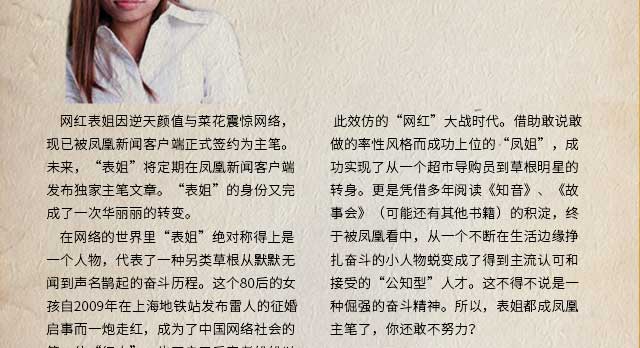 网红表姐因逆天颜值与菜花震惊网络，
现已被凤凰新闻客户端正式签约为主笔。
未来，“表姐”将定期在凤凰新闻客户端
发布独家主笔文章。“表姐”的身份又完
成了一次华丽丽的转变。
在网络的世界里“表姐”绝对称得上是
一个人物，代表了一种另类草根从默默无
闻到声名鹊起的奋斗历程。这个80后的女
孩自2009年在上海地铁站发布雷人的征婚
启事而一炮走红，成为了中国网络社会的
此效仿的“网红”大战时代。借助敢说敢
做的率性风格而成功上位的“凤姐”，成
功实现了从一个超市导购员到草根明星的
转身。更是凭借多年阅读《知音》、《故
事会》（可能还有其他书籍）的积淀，终
于被凤凰看中，从一个不断在生活边缘挣
扎奋斗的小人物蜕变成了得到主流认可和
接受的“公知型”人才。这不得不说是一
种倔强的奋斗精神。所以，表姐都成凤凰
主笔了，你还敢不努力？